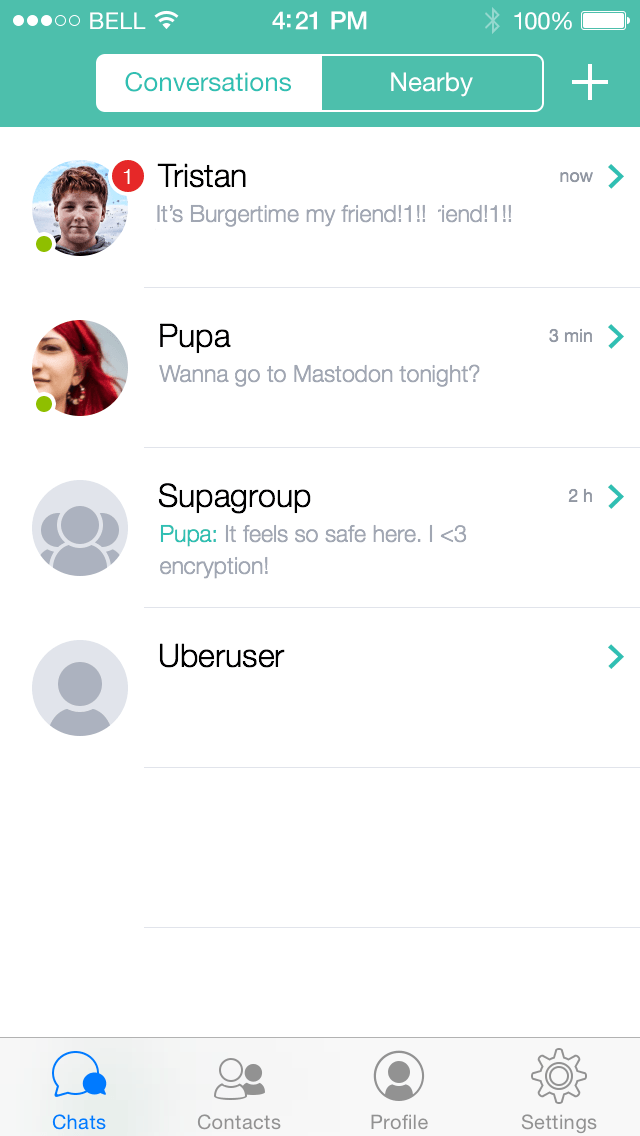 BELL 4:21 PM 100%
Conversations Nearby
1 Tristan now
It's Burgertime my friend!1!! iend!1!!
Pupa 3 min
Wanna go to Mastodon tonight?
Supagroup 2 h
Pupa: It feels so safe here. I <3
encryption!
Uberuser
Chats Contacts Profile Settings